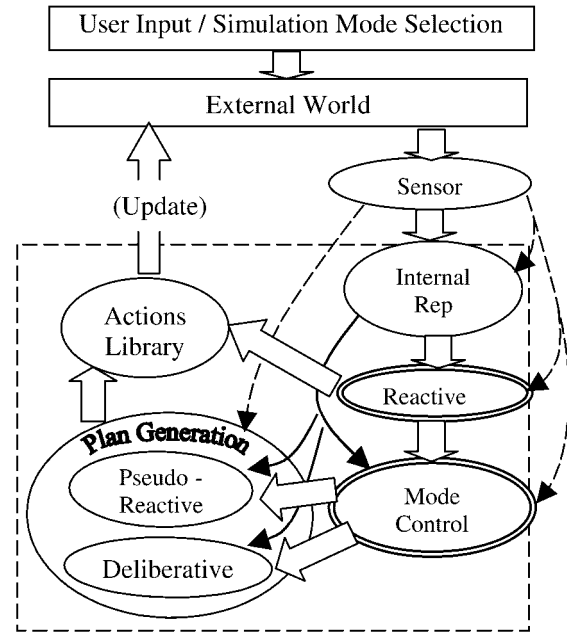 User Input / Simulation Mode Selection
External World
Sensor
(Update)
Internal
Rep
Actions
Library
Reactive
Plan Generation
Pseudo -
Reactive
Mode
Control
Deliberative